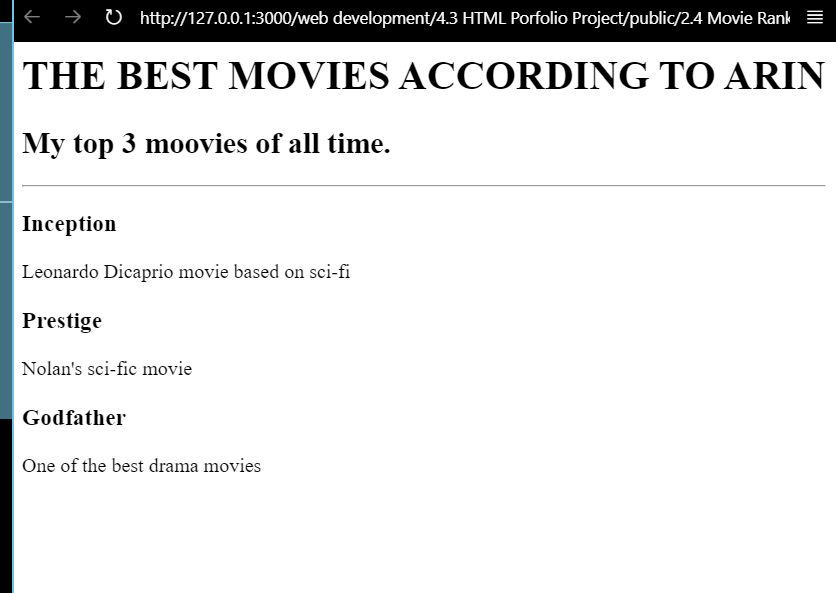 http://127.0.0.1:3000/web development/4.3 HTML Porfolio Project/public/2.4 Movie Rank
THE BEST MOVIES ACCORDING TO ARIN
My top 3 moovies of all time.
Inception
Leonardo Dicaprio movie based on sci-fi
Prestige
Nolan's sci-fic movie
Godfather
One of the best drama movies